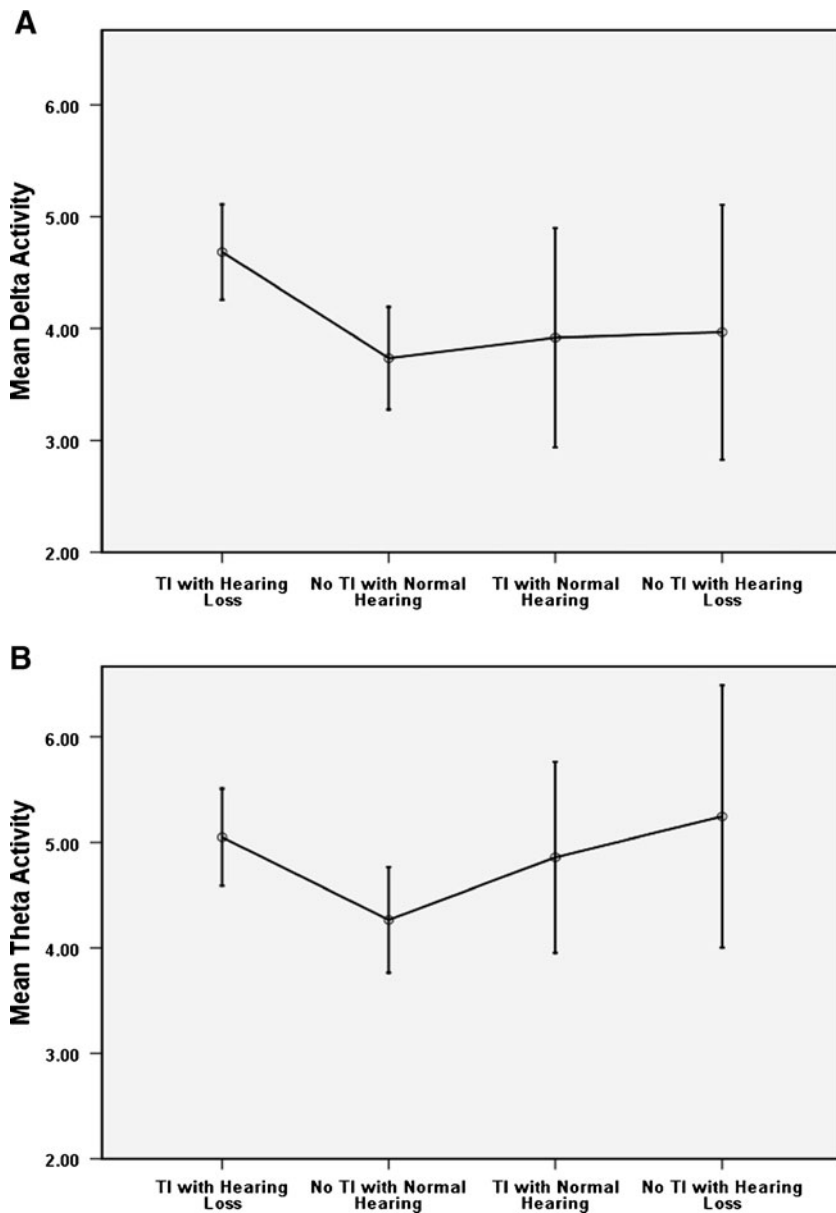 A
6.00
5.00
4.00
3.00
2.00
Mean Delta Activity
TI with Hearing
Loss
No TI with Normal
Hearing
TI with Normal
Hearing
No TI with Hearing
Loss
B
6.00
5.00
4.00
3.00
2.00
Mean Theta Activity
TI with Hearing
Loss
No TI with Normal
Hearing
TI with Normal
Hearing
No TI with Hearing
Loss